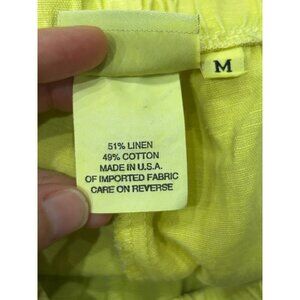 M
51% LINEN
49% COTTON
MADE IN U.S.A.
OF IMPORTED FABRIC
CARE ON REVERSE